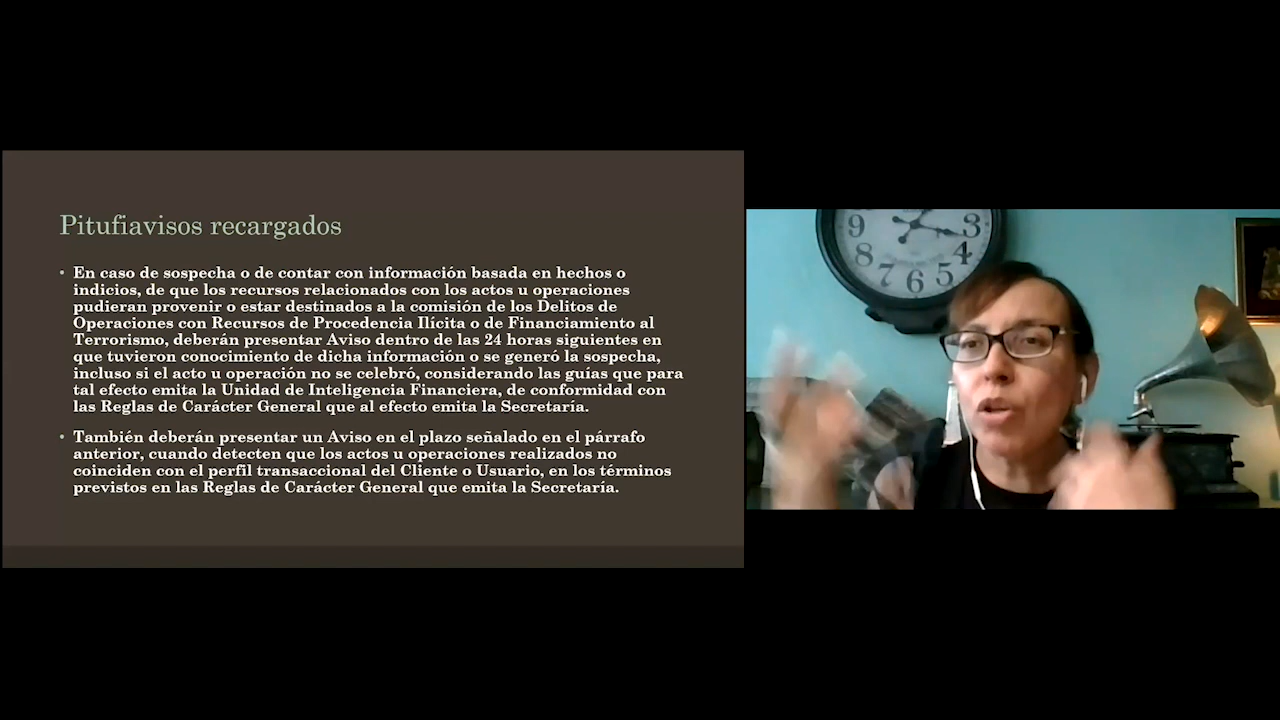 Pitufiavisos recargados
• En caso de sospecha o de contar con información basada en hechos o
indicios, de que los recursos relacionados con los actos u operaciones
pudieran provenir o estar destinados a la comisión de los Delitos de
Operaciones con Recursos de Procedencia Ilícita o de Financiamiento al
Terrorismo, deberán presentar Aviso dentro de las 24 horas siguientes en
que tuvieron conocimiento de dicha información o se generó la sospecha,
incluso si el acto u operación no se celebró, considerando las guías que para
tal efecto emita la Unidad de Inteligencia Financiera, de conformidad con
las Reglas de Carácter General que al efecto emita la Secretaría.
• También deberán presentar un Aviso en el plazo señalado en el párrafo
anterior, cuando detecten que los actos u operaciones realizados no
coinciden con el perfil transaccional del Cliente o Usuario, en los términos
previstos en las Reglas de Carácter General que emita la Secretaría.
9 3
8 4
7 6 5